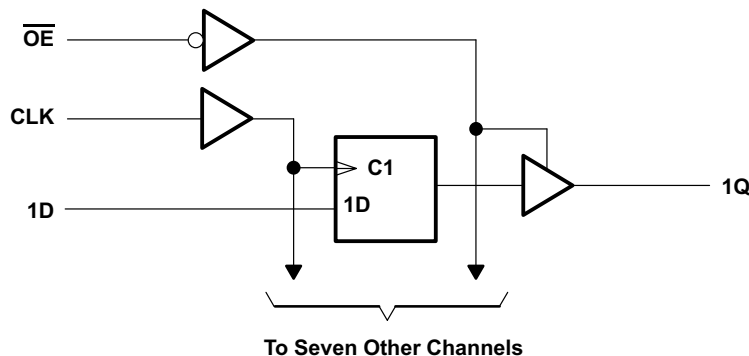 OE
CLK
C1
1D
1D
1Q
To Seven Other Channels